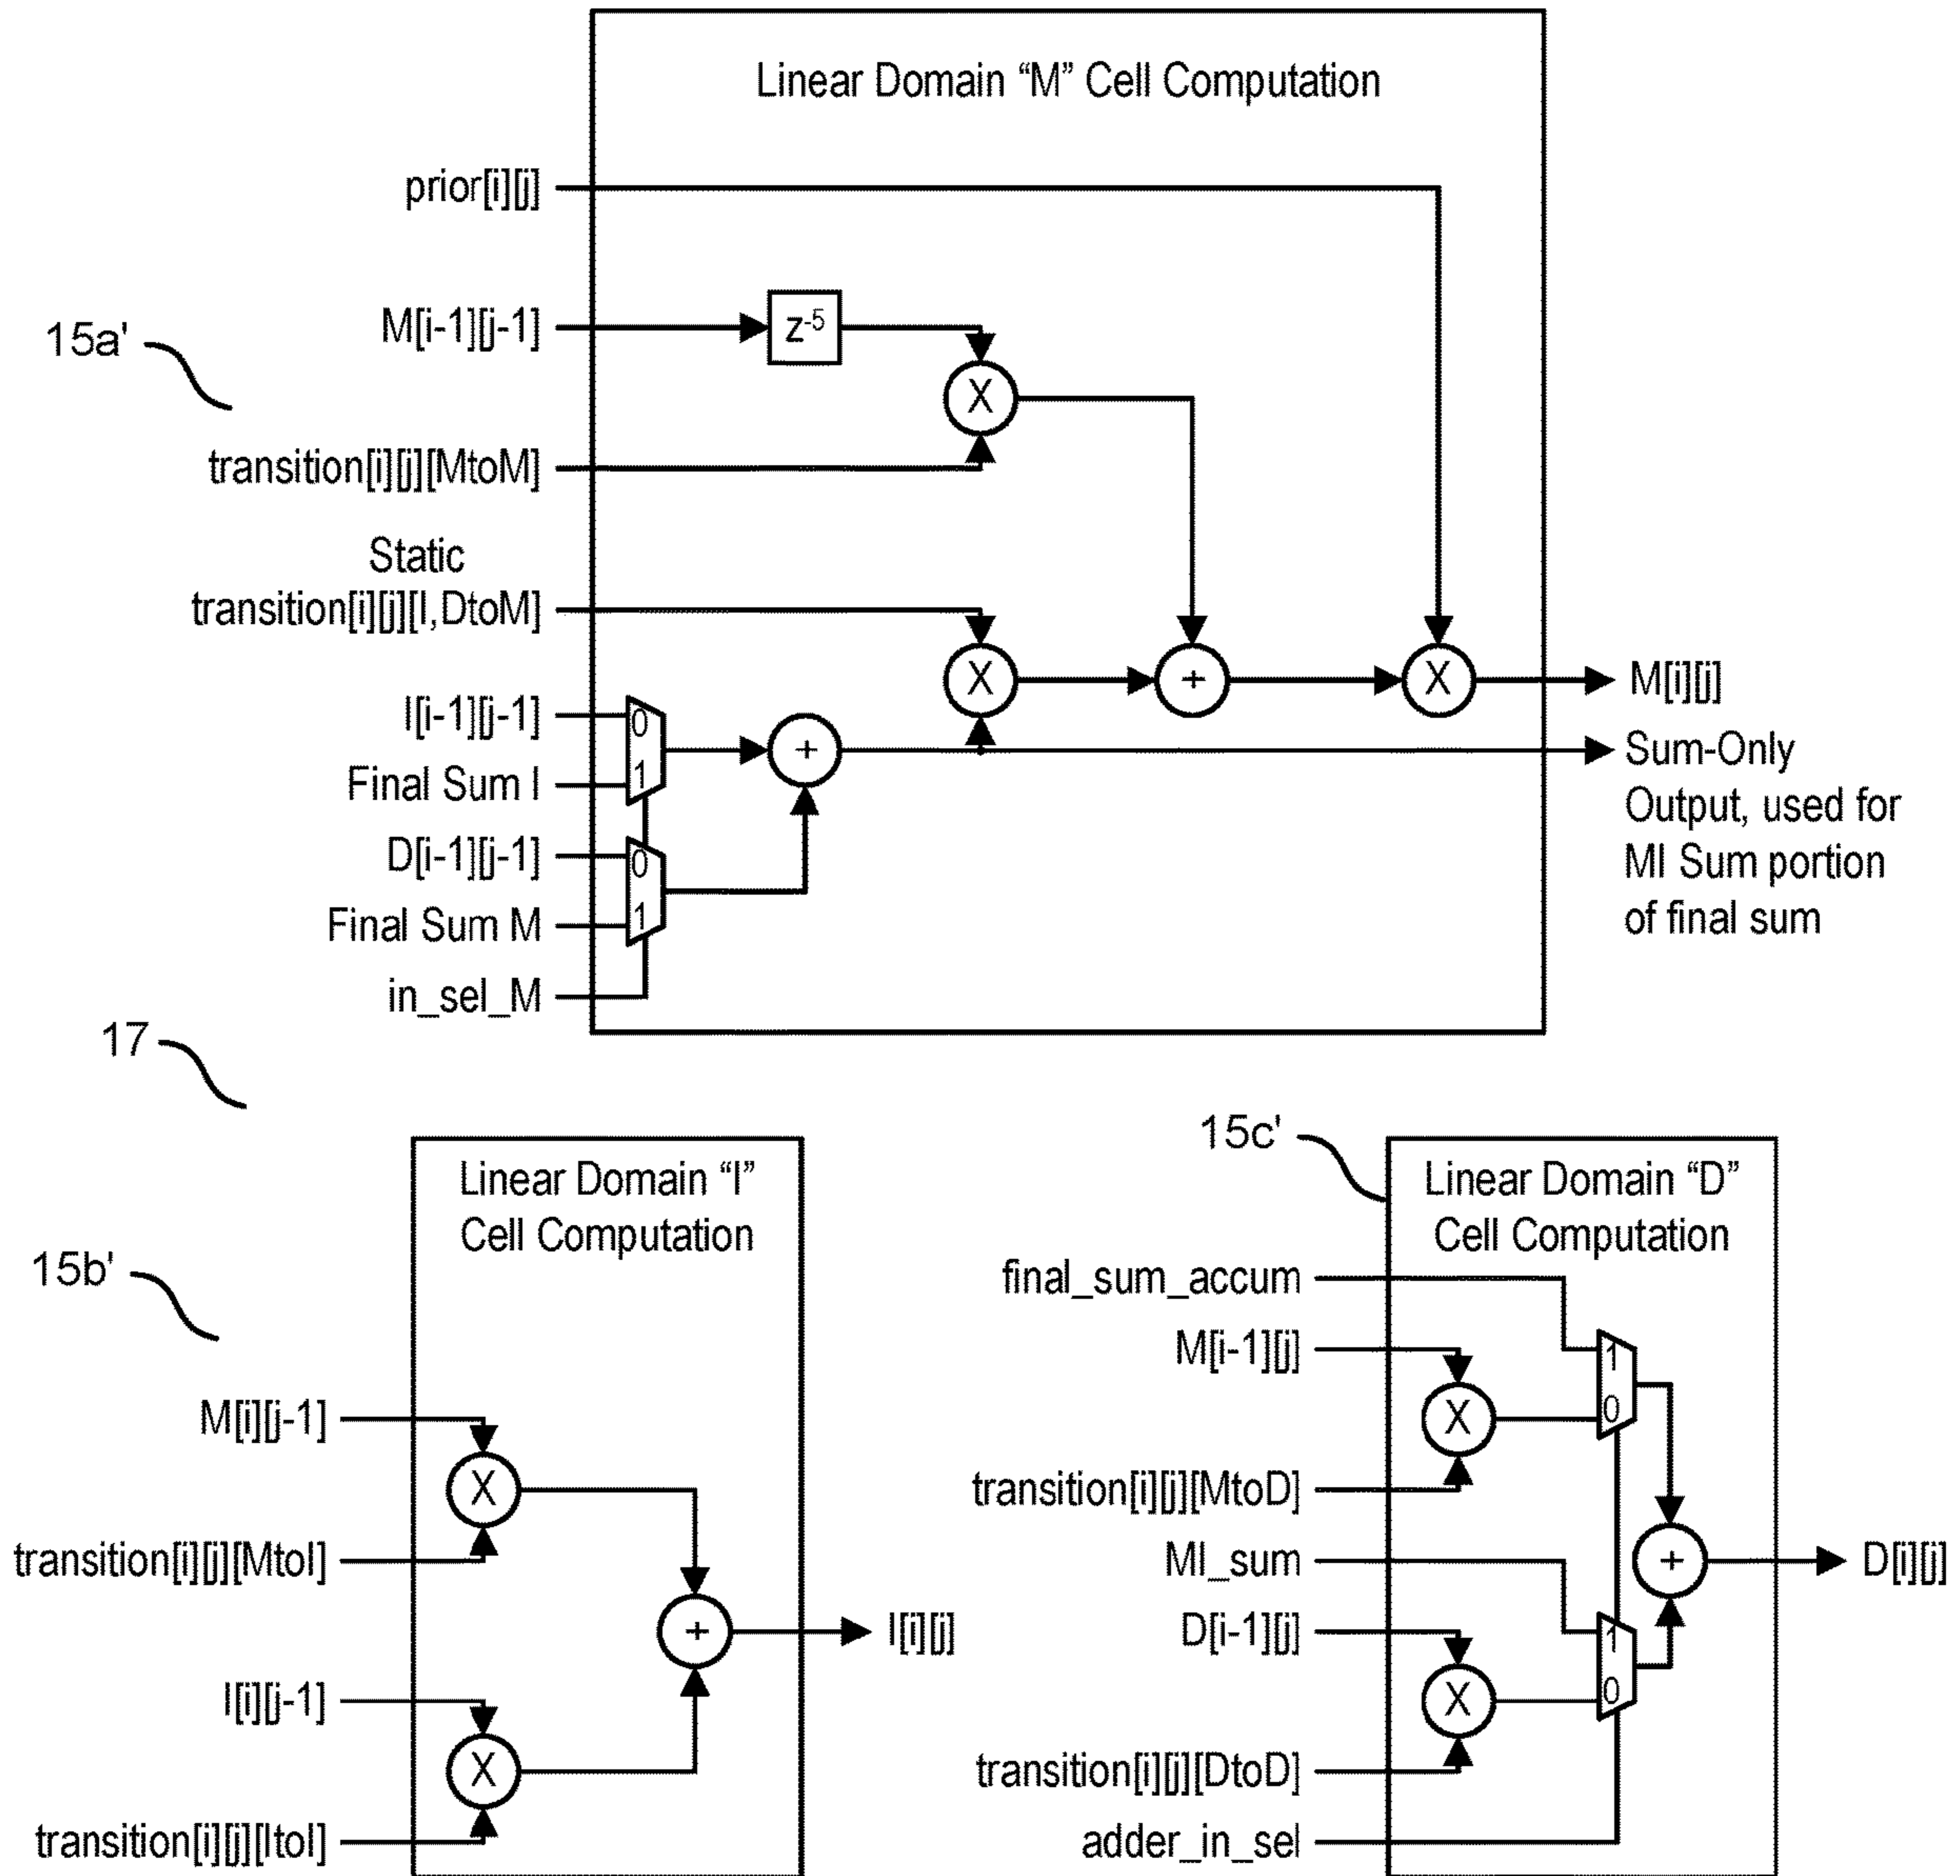 Linear Domain “M” Cell Computation
prior[i][j]
M[i-1][j-1]
z-5
15a'
X
transition[i][j][MtoM]
Static
transition[i][j][I,DtoM]
X
+
X
M[i][j]
I[i-1][j-1]
0
+
Sum-Only
Final Sum I
1
Output, used for
D[i-1][j-1]
0
MI Sum portion
Final Sum M
1
of final sum
in_sel_M
17
15c'
Linear Domain “I”
Cell Computation
15b'
M[i][j-1]
X
transition[i][j][MtoI]
+
I[i][j]
I[i][j-1]
X
transition[i][j][ItoI]
Linear Domain “D”
Cell Computation
final_sum_accum
M[i-1][j]
1
X
0
transition[i][j][MtoD]
MI_sum
+
D[i][j]
D[i-1][j]
1
X
0
transition[i][j][DtoD]
adder_in_sel